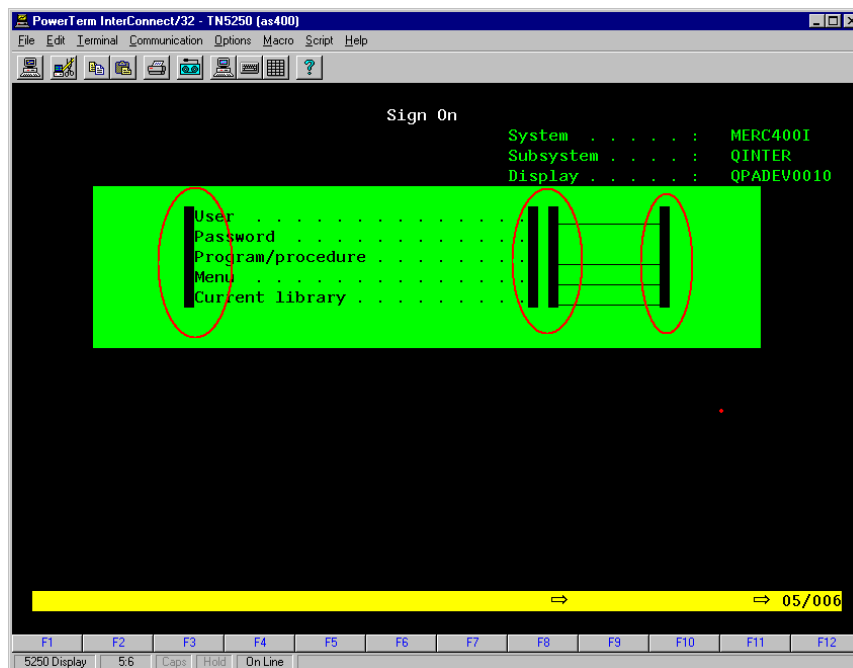 PowerTerm InterConnect/32 - TN5250 (as400)
File Edit Terminal Communication Options Macro Script Help
Sign On
System . . . . . : MERC400I
Subsystem . . . . : QINTER
Display . . . . . : QPADEV0010
User . . . . . . . . . . . . . .
Password . . . . . . . . . . . .
Program/procedure . . . . . . . .
Menu . . . . . . . . . . . . . .
Current library . . . . . . . . .
⇨ ⇨ 05/006
F1 F2 F3 F4 F5 F6 F7 F8 F9 F10 F11 F12
5250 Display 5:6 Caps Hold On Line